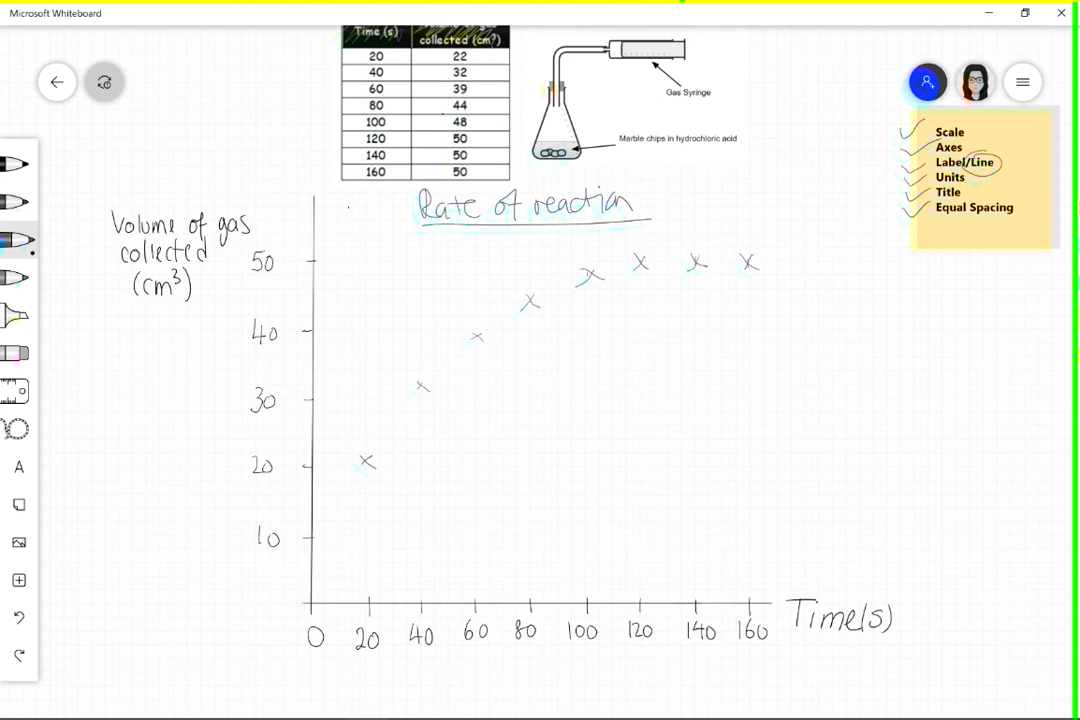 Microsoft Whiteboard
Time (s) Volume of gas
collected (cm³)
20 22
40 32
60 39
80 44
100 48
120 50
140 50
160 50
Gas Syringe
Marble chips in hydrochloric acid
Scale
Axes
Label/Line
Units
Title
Equal Spacing
Rate of reaction
Volume of gas
collected
(cm³)
50
40
30
20
10
0 20 40 60 80 100 120 140 160
Time(s)
A